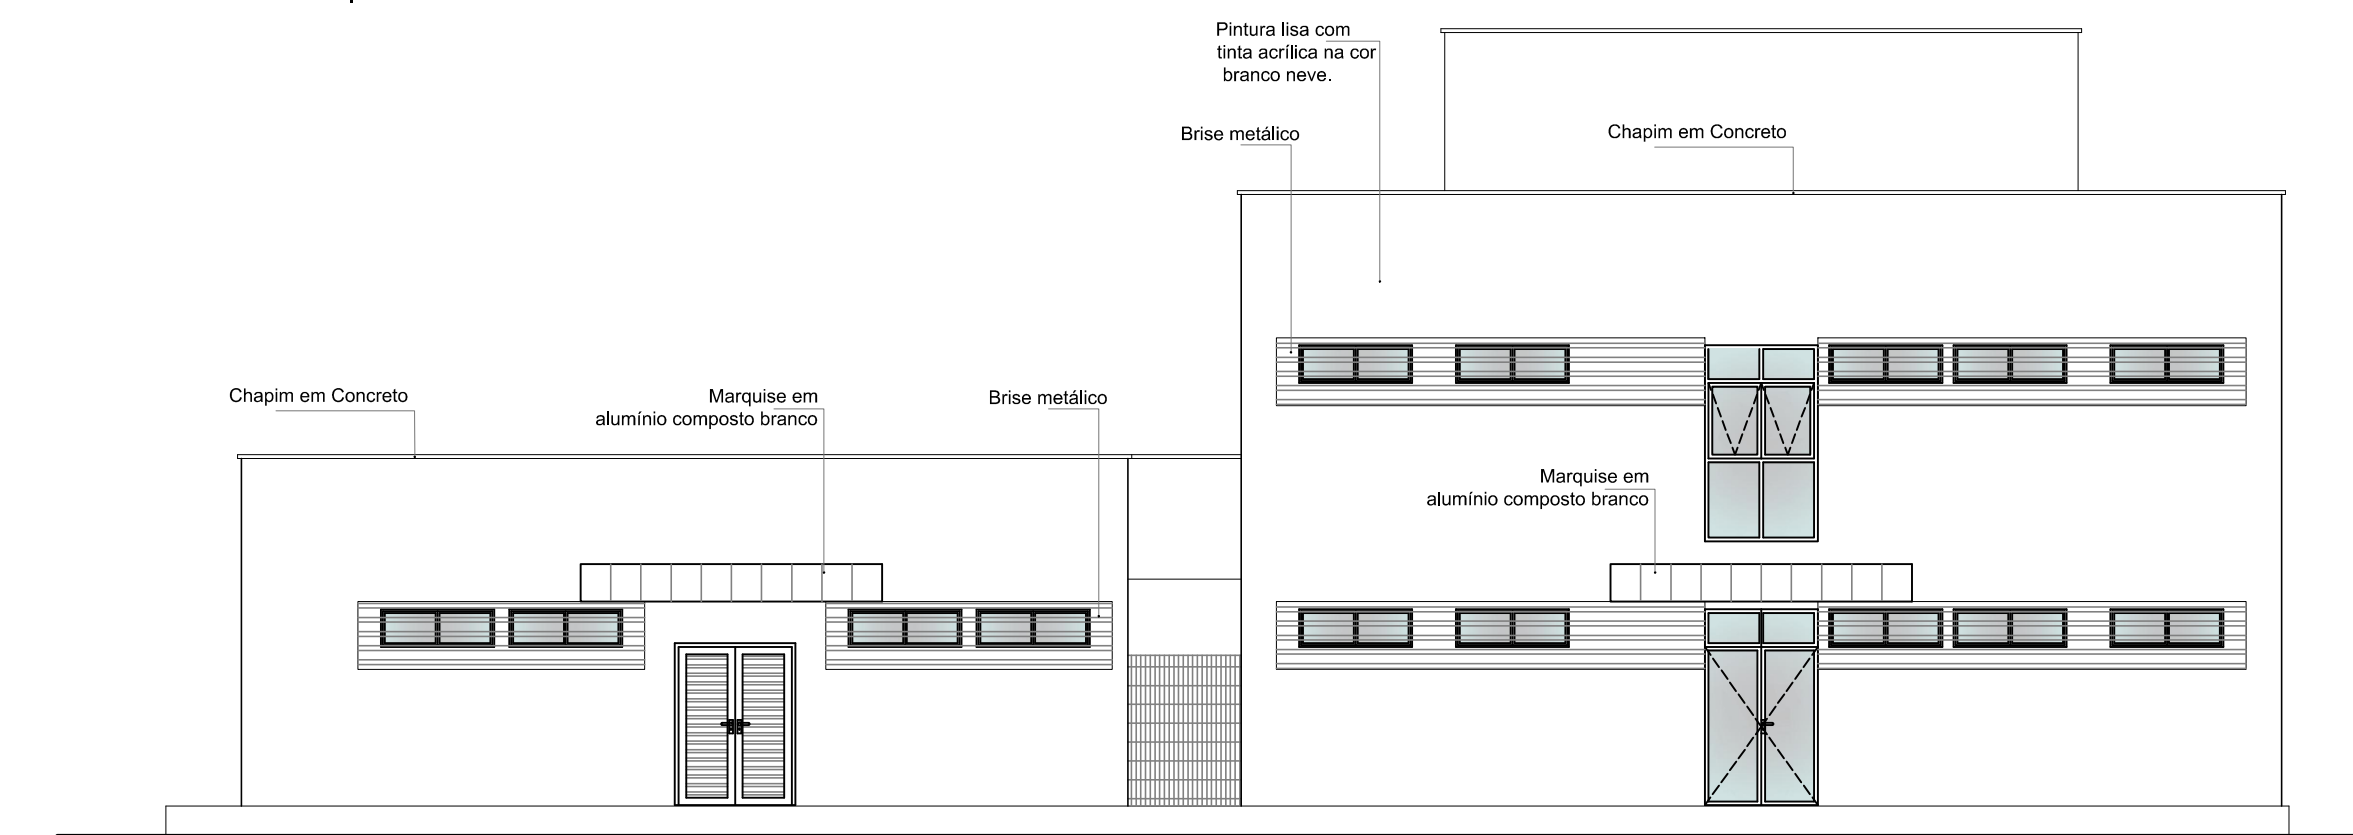 Pintura lisa com
tinta acrílica na cor
branco neve.
Brise metálico
Chapim em Concreto
Chapim em Concreto
Marquise em
alumínio composto branco
Brise metálico
Marquise em
alumínio composto branco